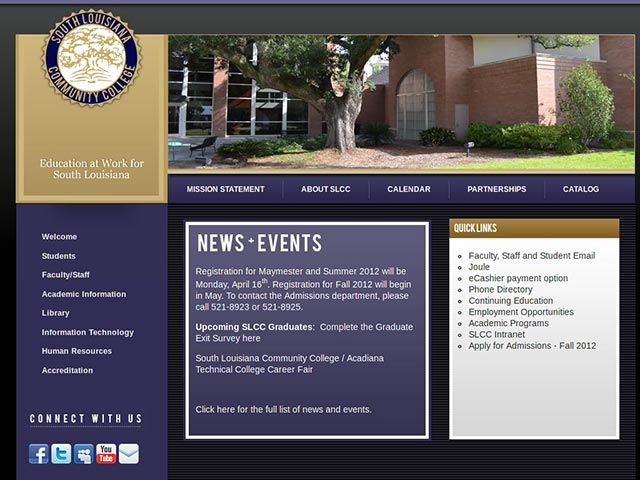 SOUTH LOUISIANA
COMMUNITY COLLEGE
Education at Work for
South Louisiana
MISSION STATEMENT
ABOUT SLCC
CALENDAR
PARTNERSHIPS
CATALOG
Welcome
Students
Faculty/Staff
Academic Information
Library
Information Technology
Human Resources
Accreditation
CONNECT WITH US
You
Tube
NEWS + EVENTS
Registration for Maymester and Summer 2012 will be
Monday, April 16th. Registration for Fall 2012 will begin
in May. To contact the Admissions department, please
call 521-8923 or 521-8925.
Upcoming SLCC Graduates: Complete the Graduate
Exit Survey here
South Louisiana Community College / Acadiana
Technical College Career Fair
Click here for the full list of news and events.
QUICK LINKS
Faculty, Staff and Student Email
Joule
eCashier payment option
Phone Directory
Continuing Education
Employment Opportunities
Academic Programs
SLCC Intranet
Apply for Admissions - Fall 2012